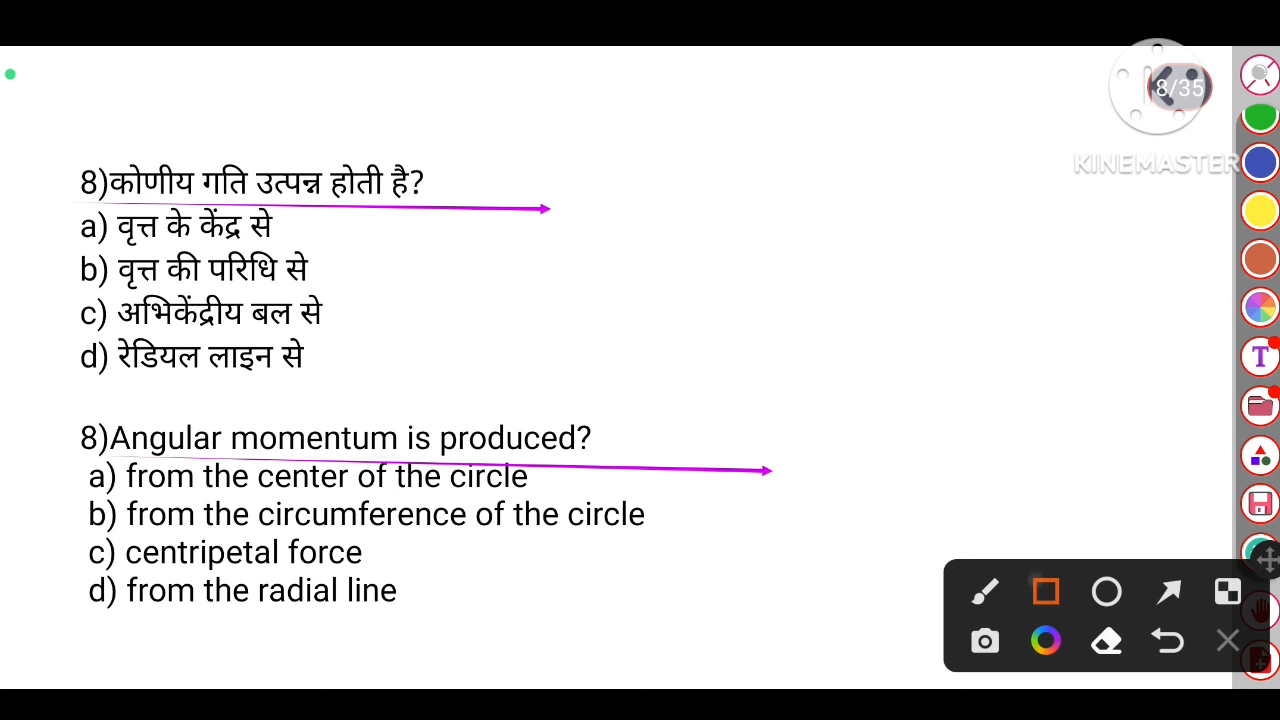 8/35
KINEMASTER
8)कोणीय गति उत्पन्न होती है?
a) वृत्त के केंद्र से
b) वृत्त की परिधि से
c) अभिकेंद्रीय बल से
d) रेडियल लाइन से
8)Angular momentum is produced?
a) from the center of the circle
b) from the circumference of the circle
c) centripetal force
d) from the radial line
T